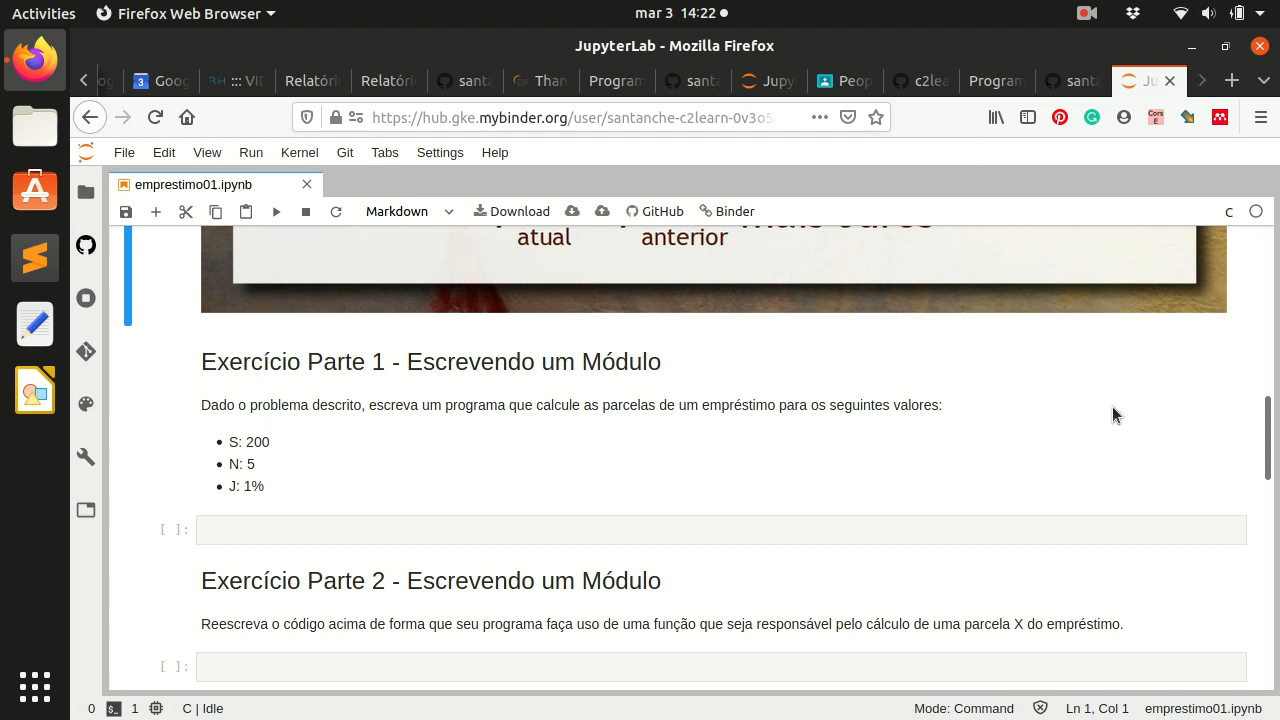 Activities
Firefox Web Browser
mar 3 14:22
JupyterLab - Mozilla Firefox
Goog
::: VID
Relatóri
Relatóri
santa
Than
Program
santa
Jupy
Peop
c2lea
Program
santa
Ju
https://hub.gke.mybinder.org/user/santanche-c2learn-0v3o5
File Edit View Run Kernel Git Tabs Settings Help
emprestimo01.ipynb
Markdown
Download
GitHub
Binder
C
atual
anterior
Exercício Parte 1 - Escrevendo um Módulo
Dado o problema descrito, escreva um programa que calcule as parcelas de um empréstimo para os seguintes valores:
• S: 200
• N: 5
• J: 1%
[ ]:
Exercício Parte 2 - Escrevendo um Módulo
Reescreva o código acima de forma que seu programa faça uso de uma função que seja responsável pelo cálculo de uma parcela X do empréstimo.
[ ]:
0
1
C | Idle
Mode: Command
Ln 1, Col 1
emprestimo01.ipynb